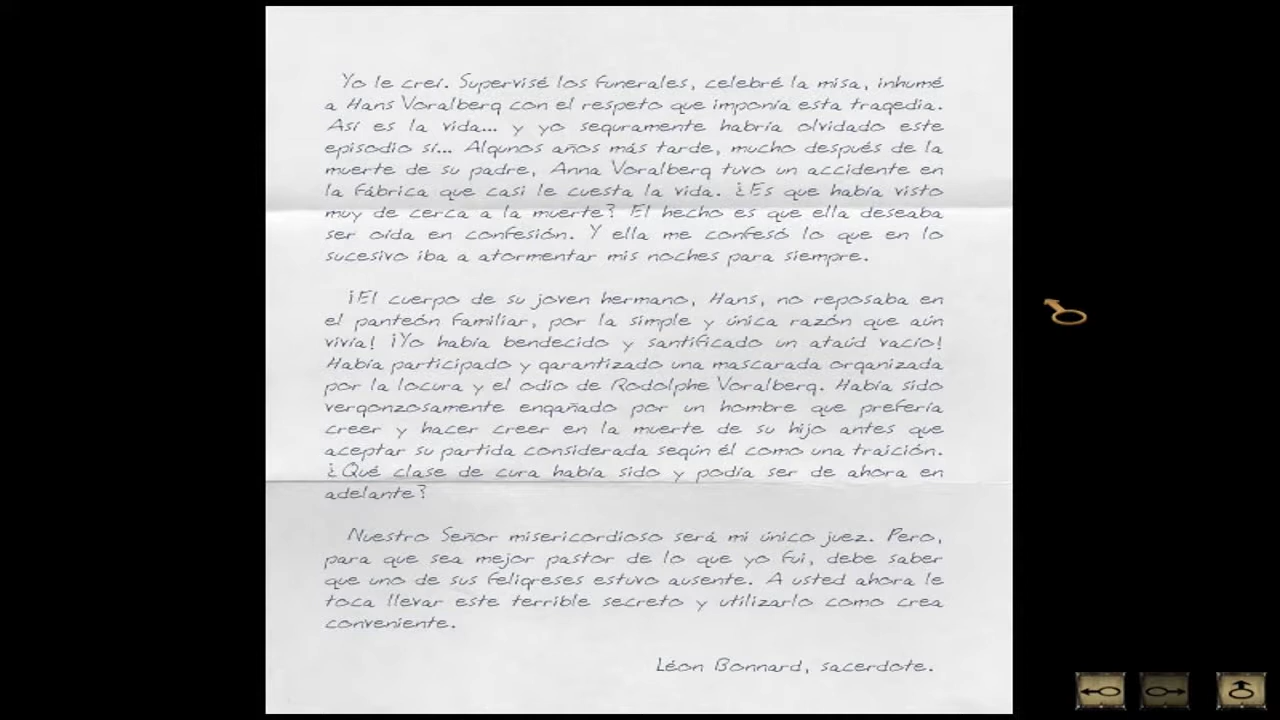 Yo le creí. Supervisé los funerales, celebré la misa, inhumé
a Hans Voralberg con el respeto que imponía esta tragedia.
Así es la vida... y yo seguramente habría olvidado este
episodio sí... Algunos años más tarde, mucho después de la
muerte de su padre, Anna Voralberg tuvo un accidente en
la fábrica que casi le cuesta la vida. ¿Es que había visto
muy de cerca a la muerte? El hecho es que ella deseaba
ser oída en confesión. Y ella me confesó lo que en lo
sucesivo iba a atormentar mis noches para siempre.
¡El cuerpo de su joven hermano, Hans, no reposaba en
el panteón familiar, por la simple y única razón que aún
vivía! ¡Yo había bendecido y santificado un ataúd vacío!
Había participado y garantizado una mascarada organizada
por la locura y el odio de Rodolphe Voralberg. Había sido
vergonzosamente engañado por un hombre que prefería
creer y hacer creer en la muerte de su hijo antes que
aceptar su partida considerada según él como una traición.
¿Qué clase de cura había sido y podía ser de ahora en
adelante?
Nuestro Señor misericordioso será mi único juez. Pero,
para que sea mejor pastor de lo que yo fui, debe saber
que uno de sus feligreses estuvo ausente. A usted ahora le
toca llevar este terrible secreto y utilizarlo como crea
conveniente.
Léon Bonnard, sacerdote.